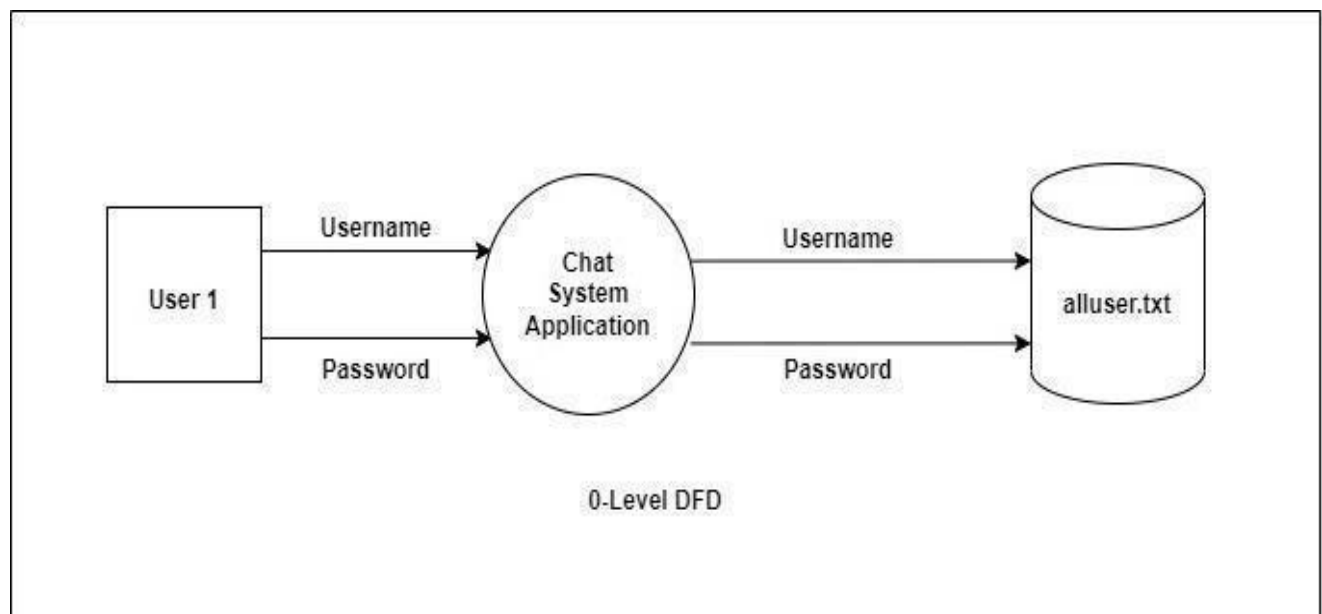 Username
Username
User 1
Chat
System
Application
alluser.txt
Password
Password
0-Level DFD